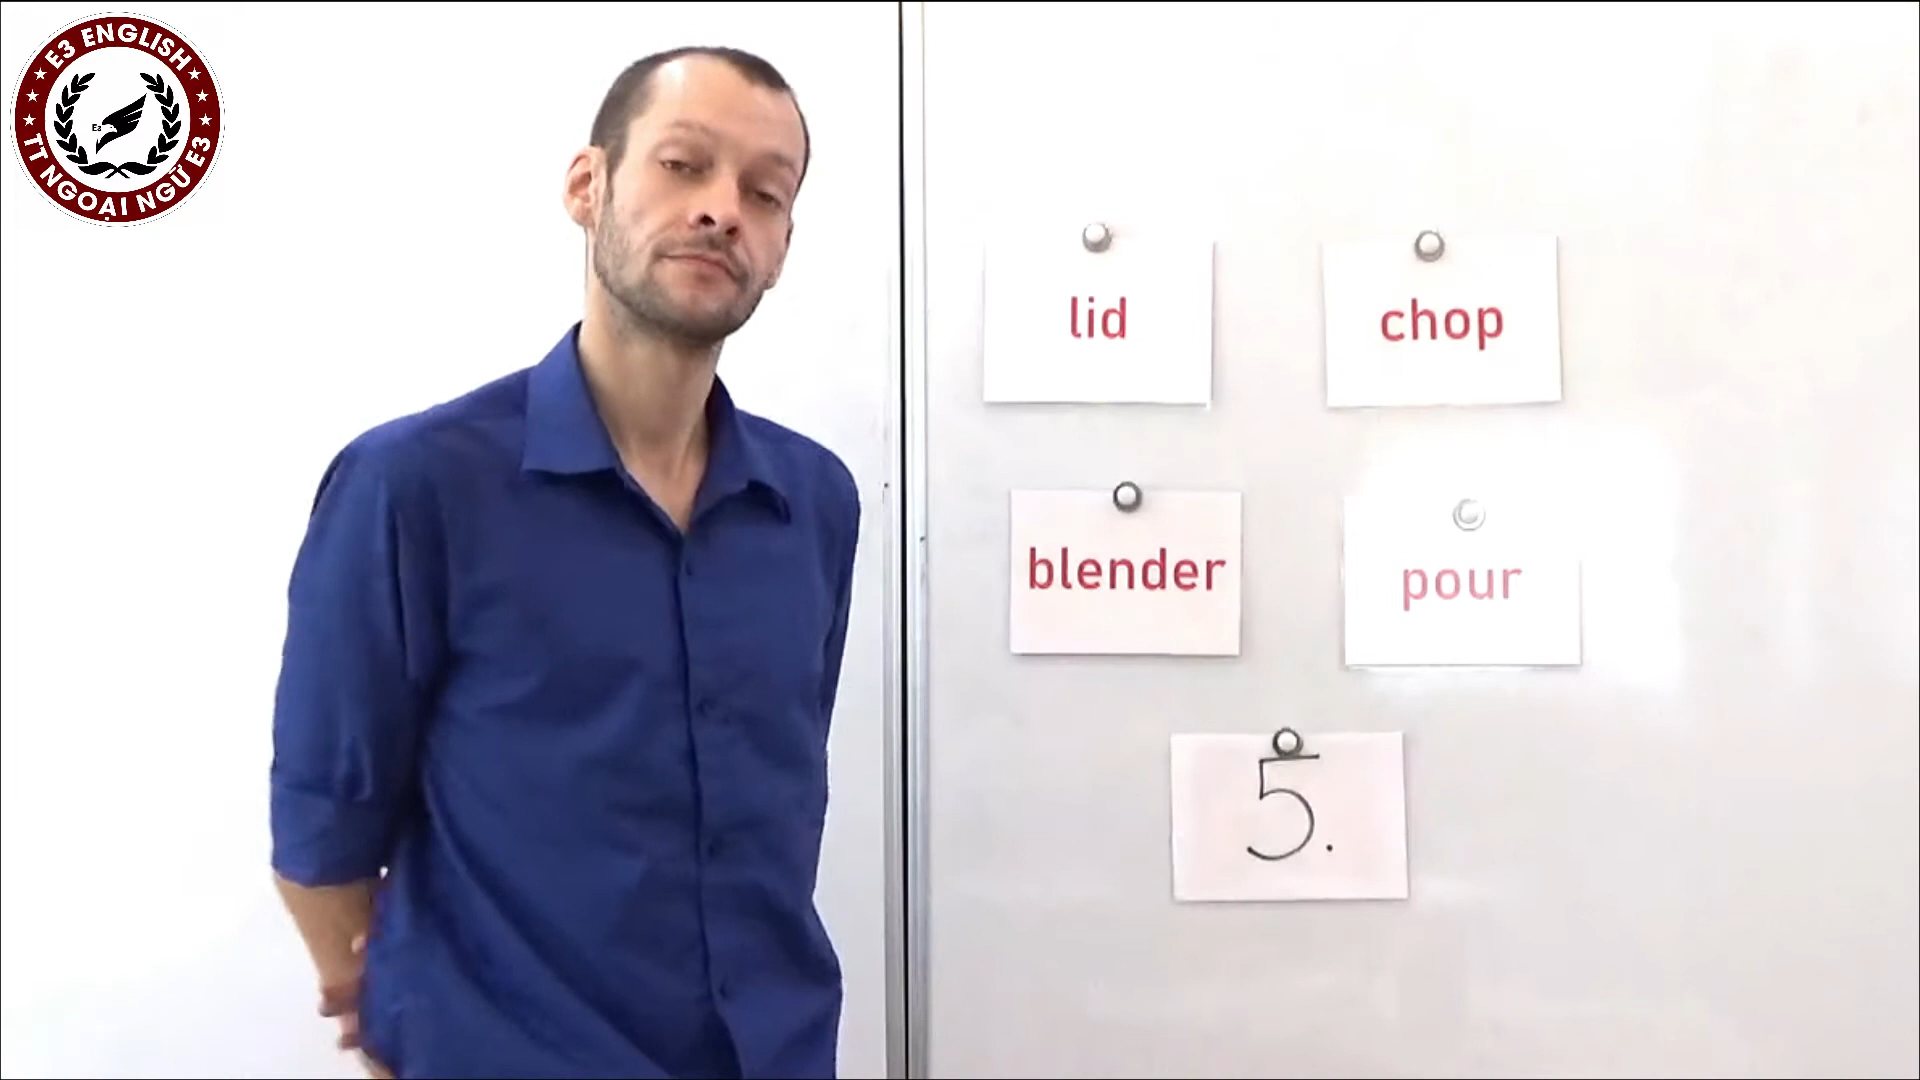 E3 ENGLISH
TT NGOẠI NGỮ E3
lid
chop
blender
pour
5.